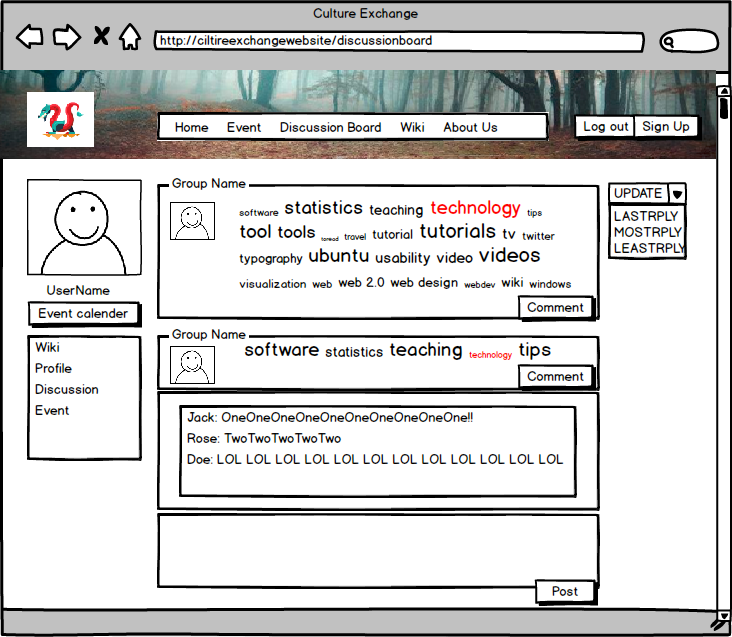 Culture Exchange
http://ciltireexchangewebsite/discussionboard
Home Event Discussion Board Wiki About Us
Log out Sign Up
UserName
Event calender
Wiki
Profile
Discussion
Event
Group Name
software statistics teaching technology tips
tool tools toread travel tutorial tutorials tv twitter
typography ubuntu usability video videos
visualization web web 2.0 web design webdev wiki windows
Comment
Group Name
software statistics teaching technology tips
Comment
Jack: OneOneOneOneOneOneOneOneOneOne!!
Rose: TwoTwoTwoTwoTwo
Doe: LOL LOL LOL LOL LOL LOL LOL LOL LOL LOL LOL LOL
Post
UPDATE
LASTRPLY
MOSTRPLY
LEASTRPLY